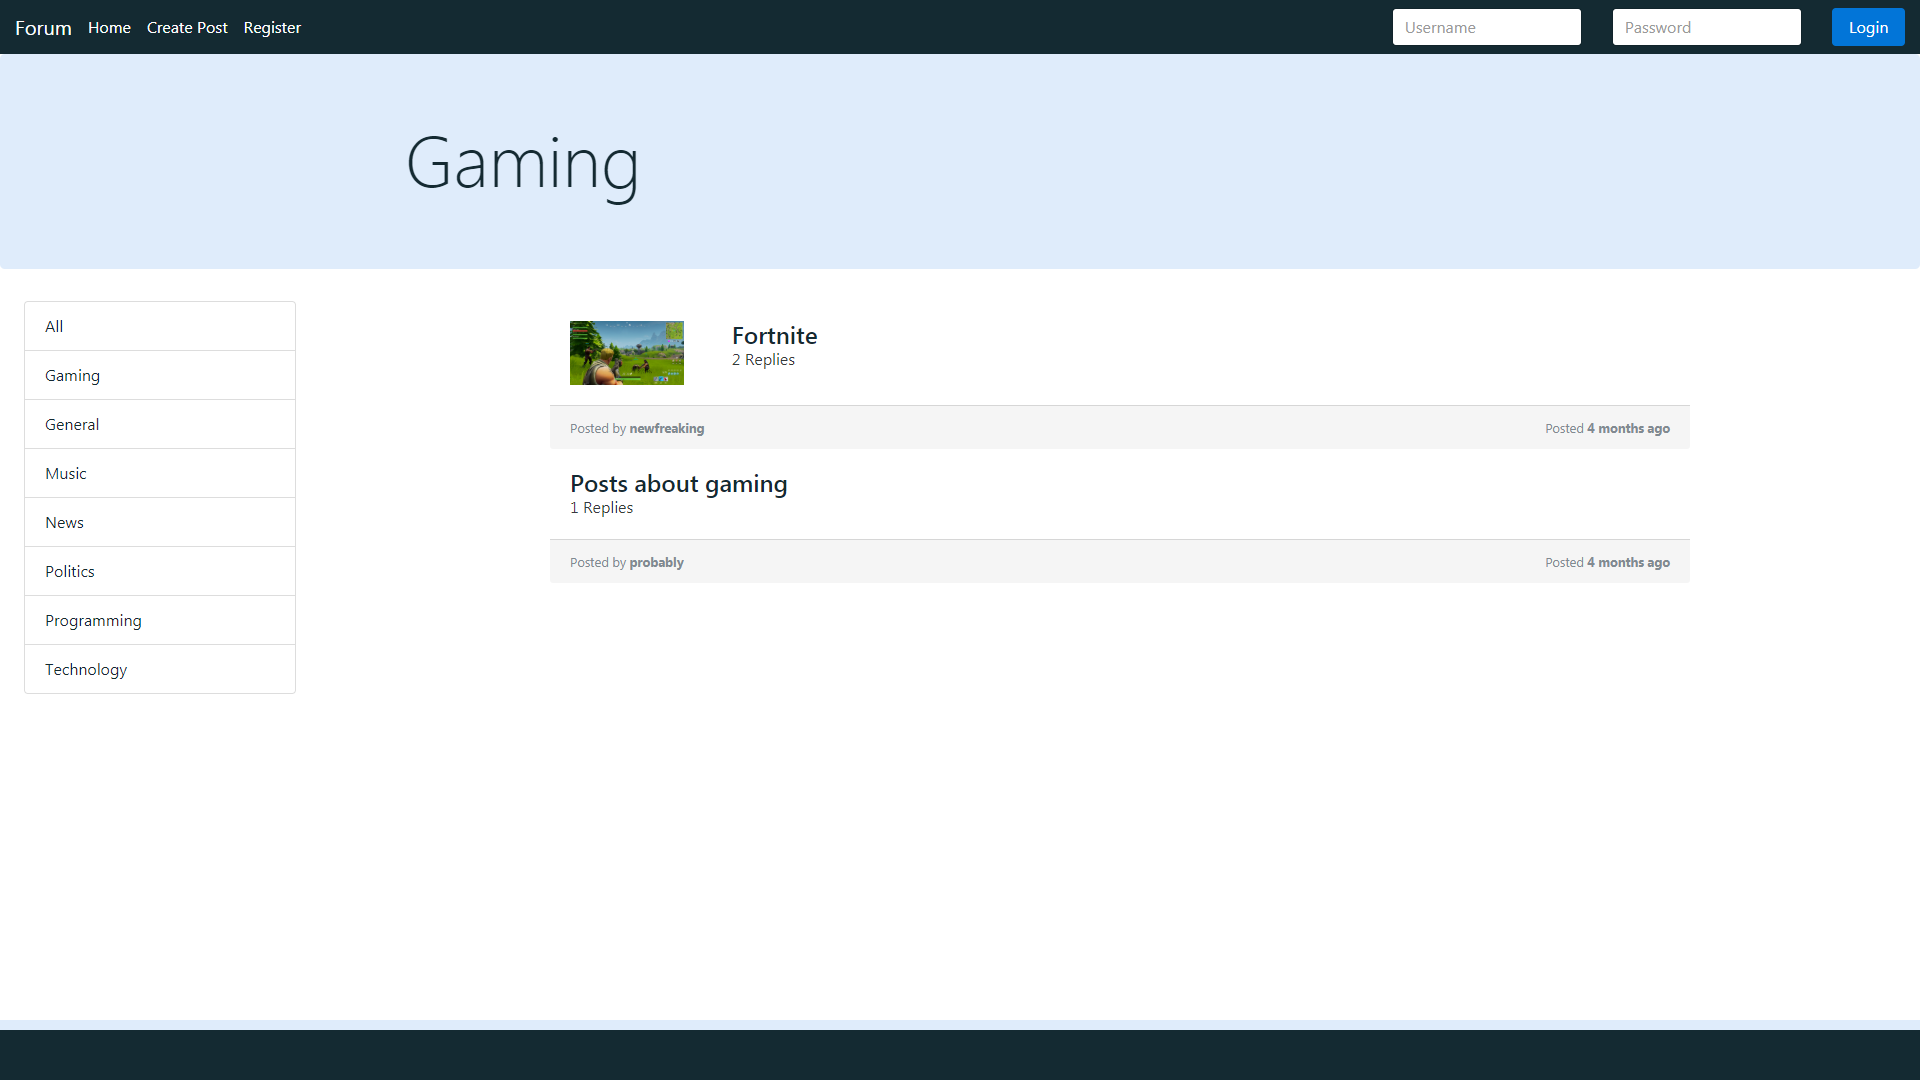 Forum Home Create Post Register Username Password Login
Gaming
All
Gaming
General
Music
News
Politics
Programming
Technology
Fortnite
2 Replies
Posted by newfreaking Posted 4 months ago
Posts about gaming
1 Replies
Posted by probably Posted 4 months ago